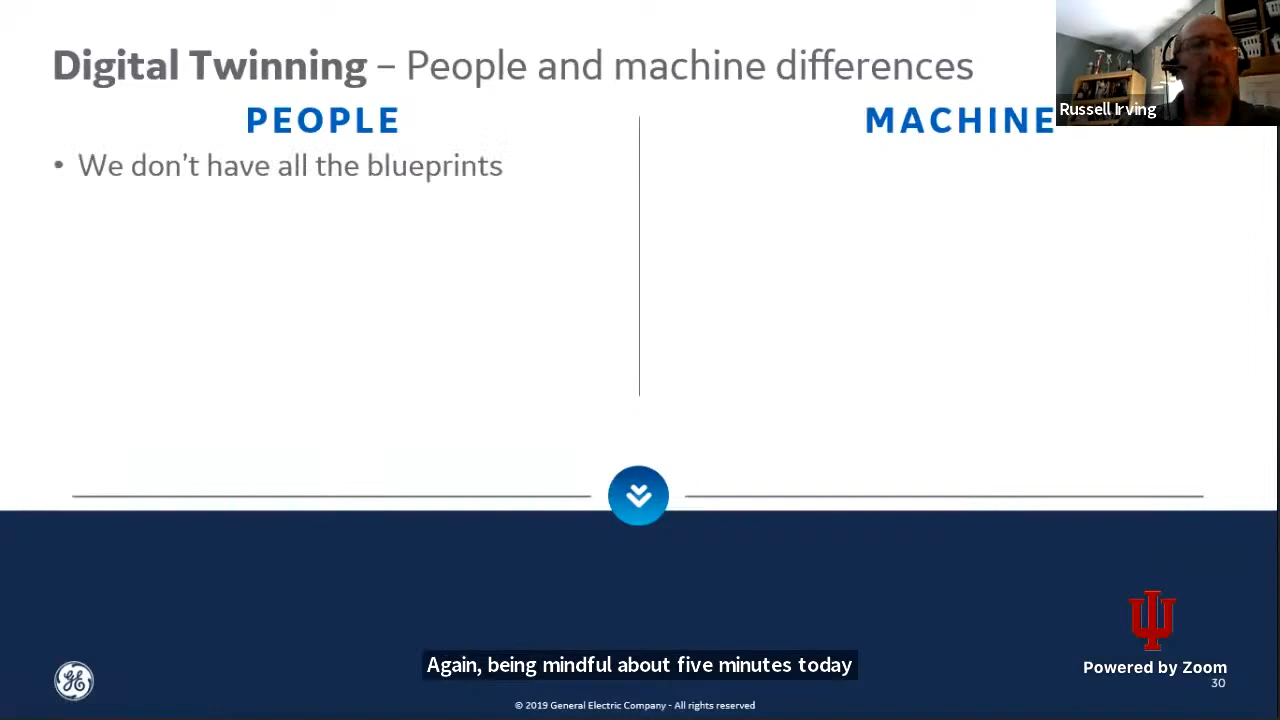 Digital Twinning – People and machine differences
PEOPLE
MACHINE
Russell Irving
• We don't have all the blueprints
Again, being mindful about five minutes today
Powered by Zoom
30
© 2019 General Electric Company - All rights reserved